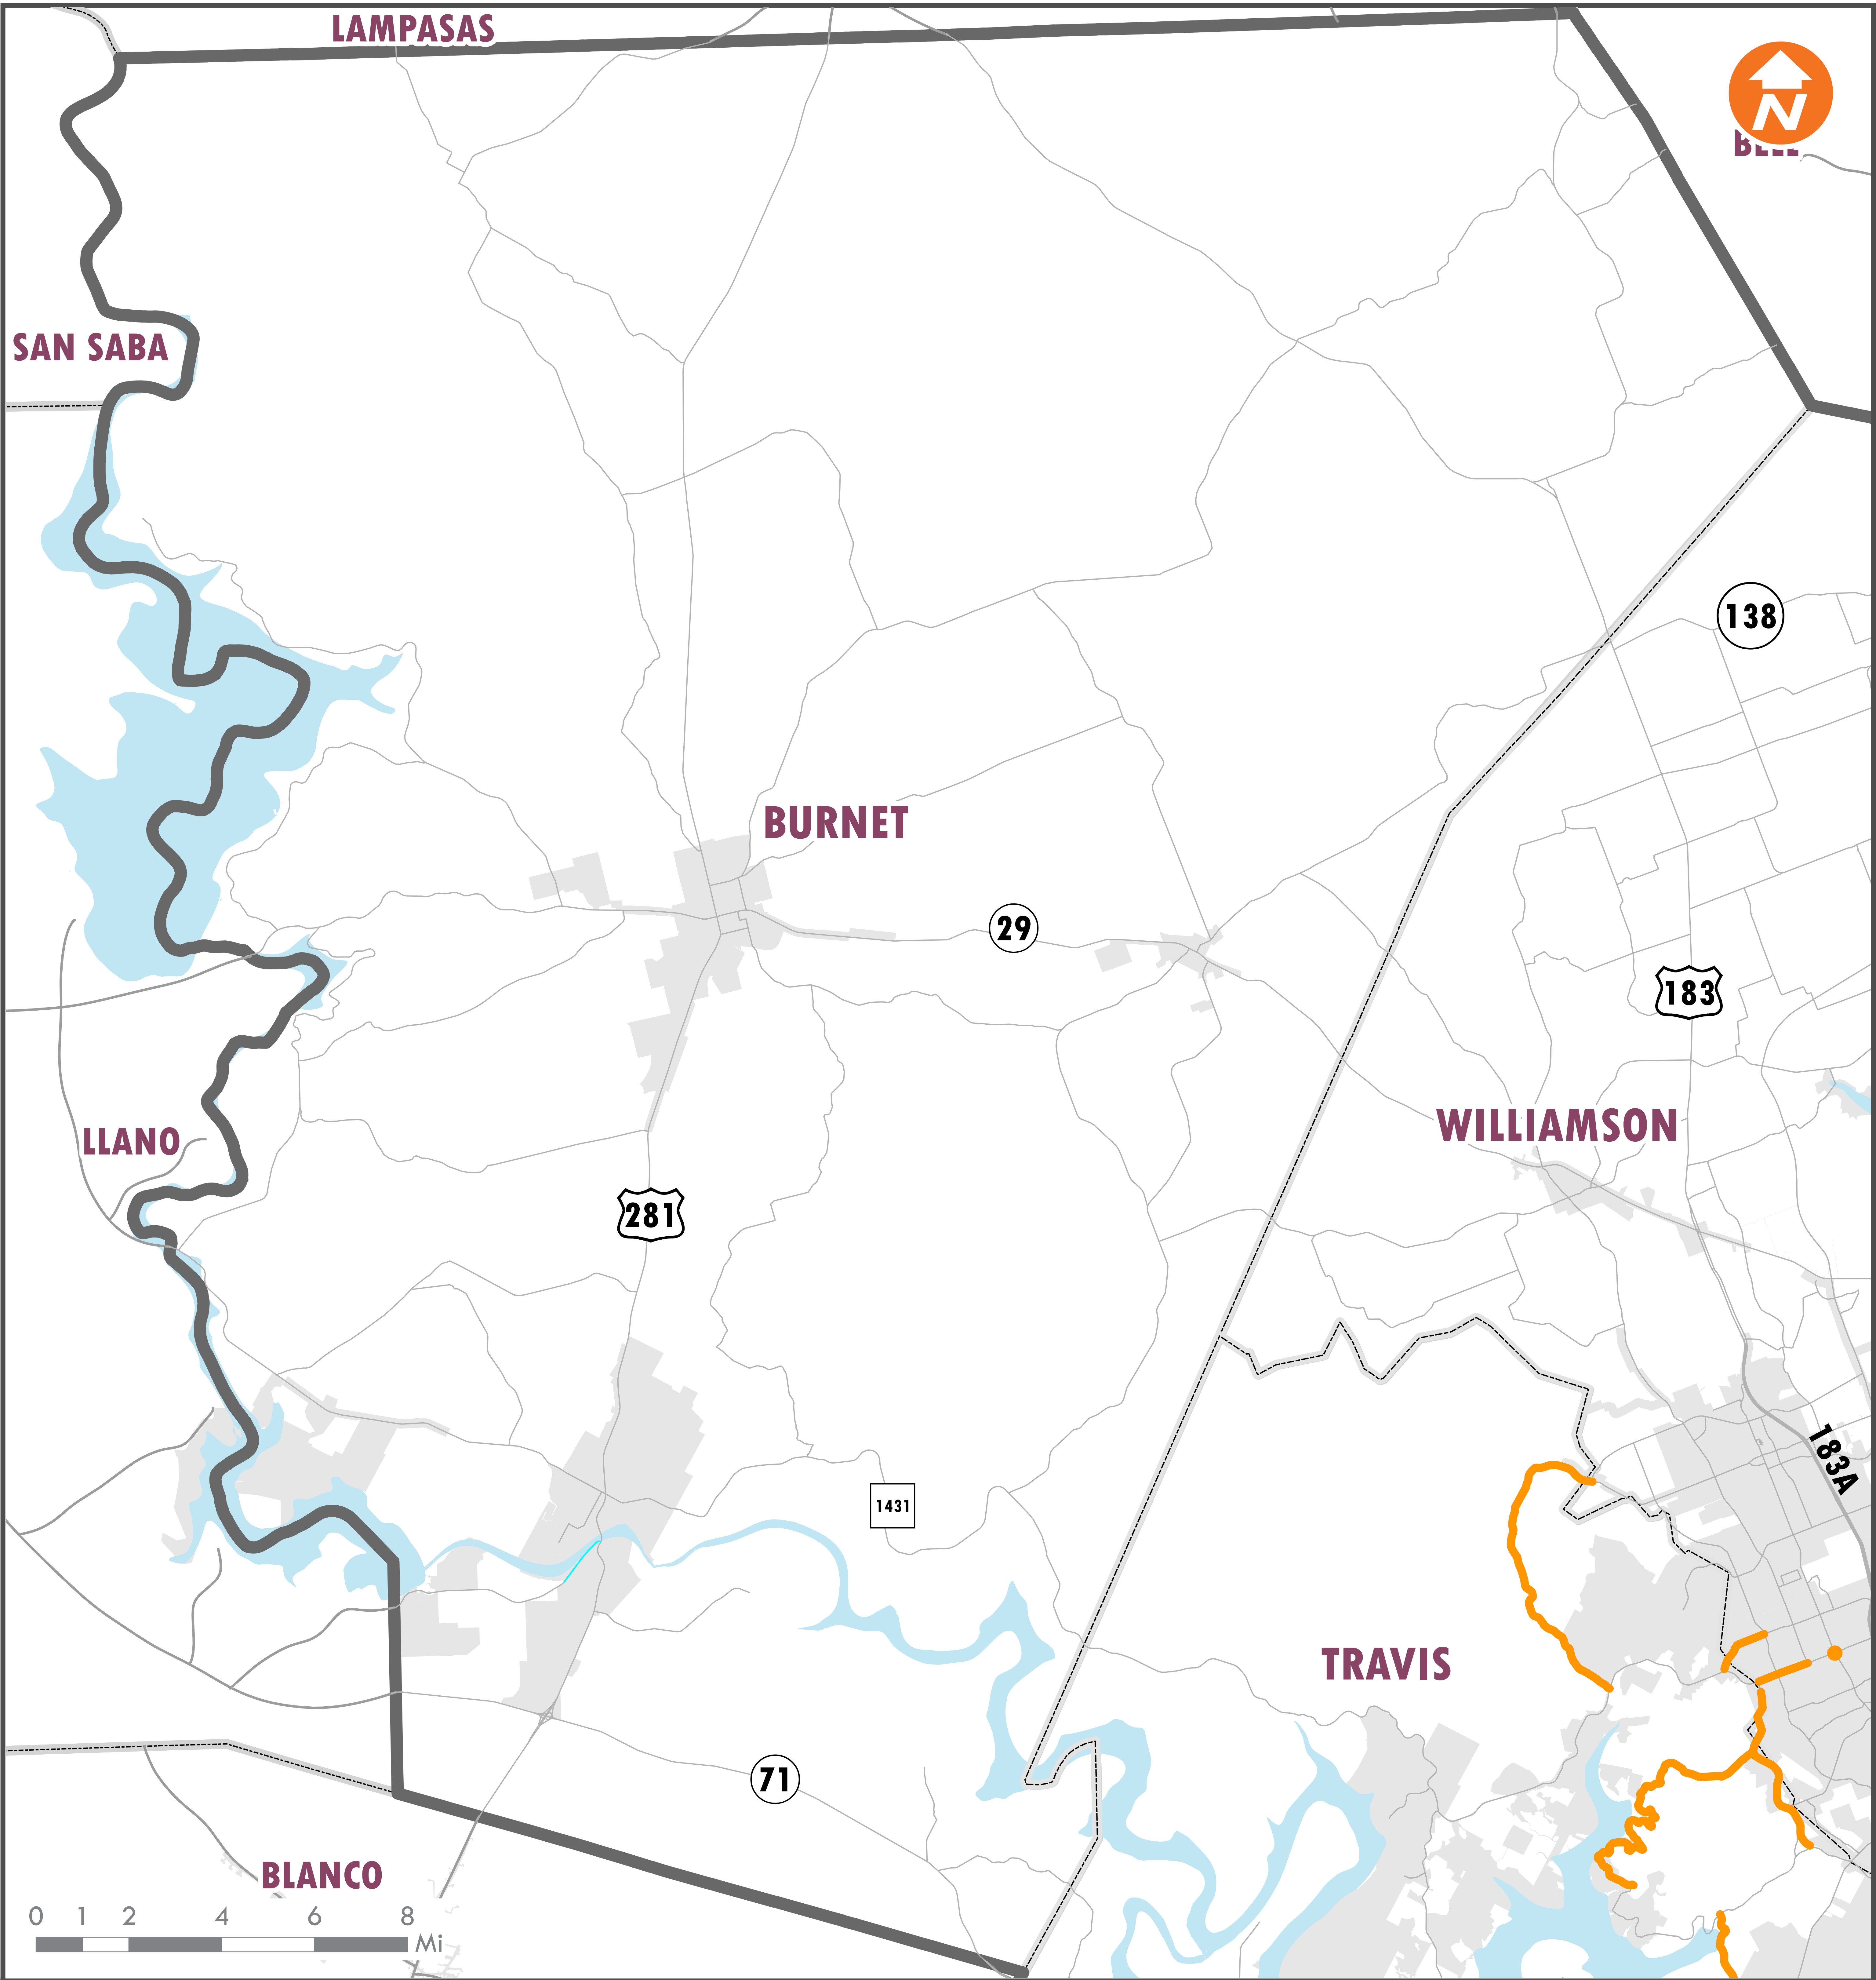 LAMPASAS
N
SAN SABA
138
BURNET
29
183
WILLIAMSON
LLANO
281
183A
1431
TRAVIS
71
BLANCO
0 1 2 4 6 8
Mi